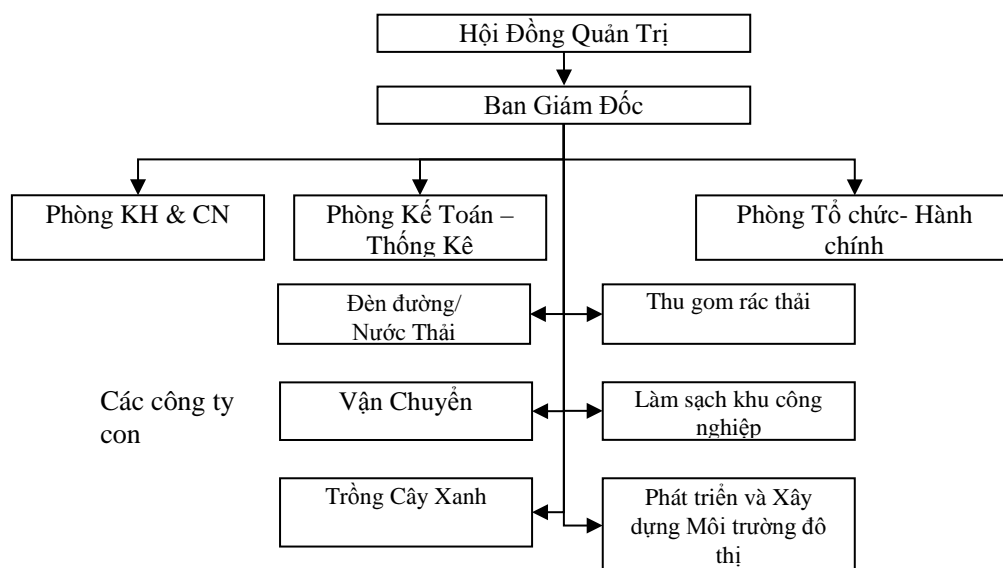 Hội Đồng Quản Trị
Ban Giám Đốc
Phòng KH & CN
Phòng Kế Toán –
Thống Kê
Phòng Tổ chức- Hành
chính
Đèn đường/
Nước Thải
Thu gom rác thải
Các công ty
con
Vận Chuyển
Làm sạch khu công
nghiệp
Trồng Cây Xanh
Phát triển và Xây
dựng Môi trường đô
thị